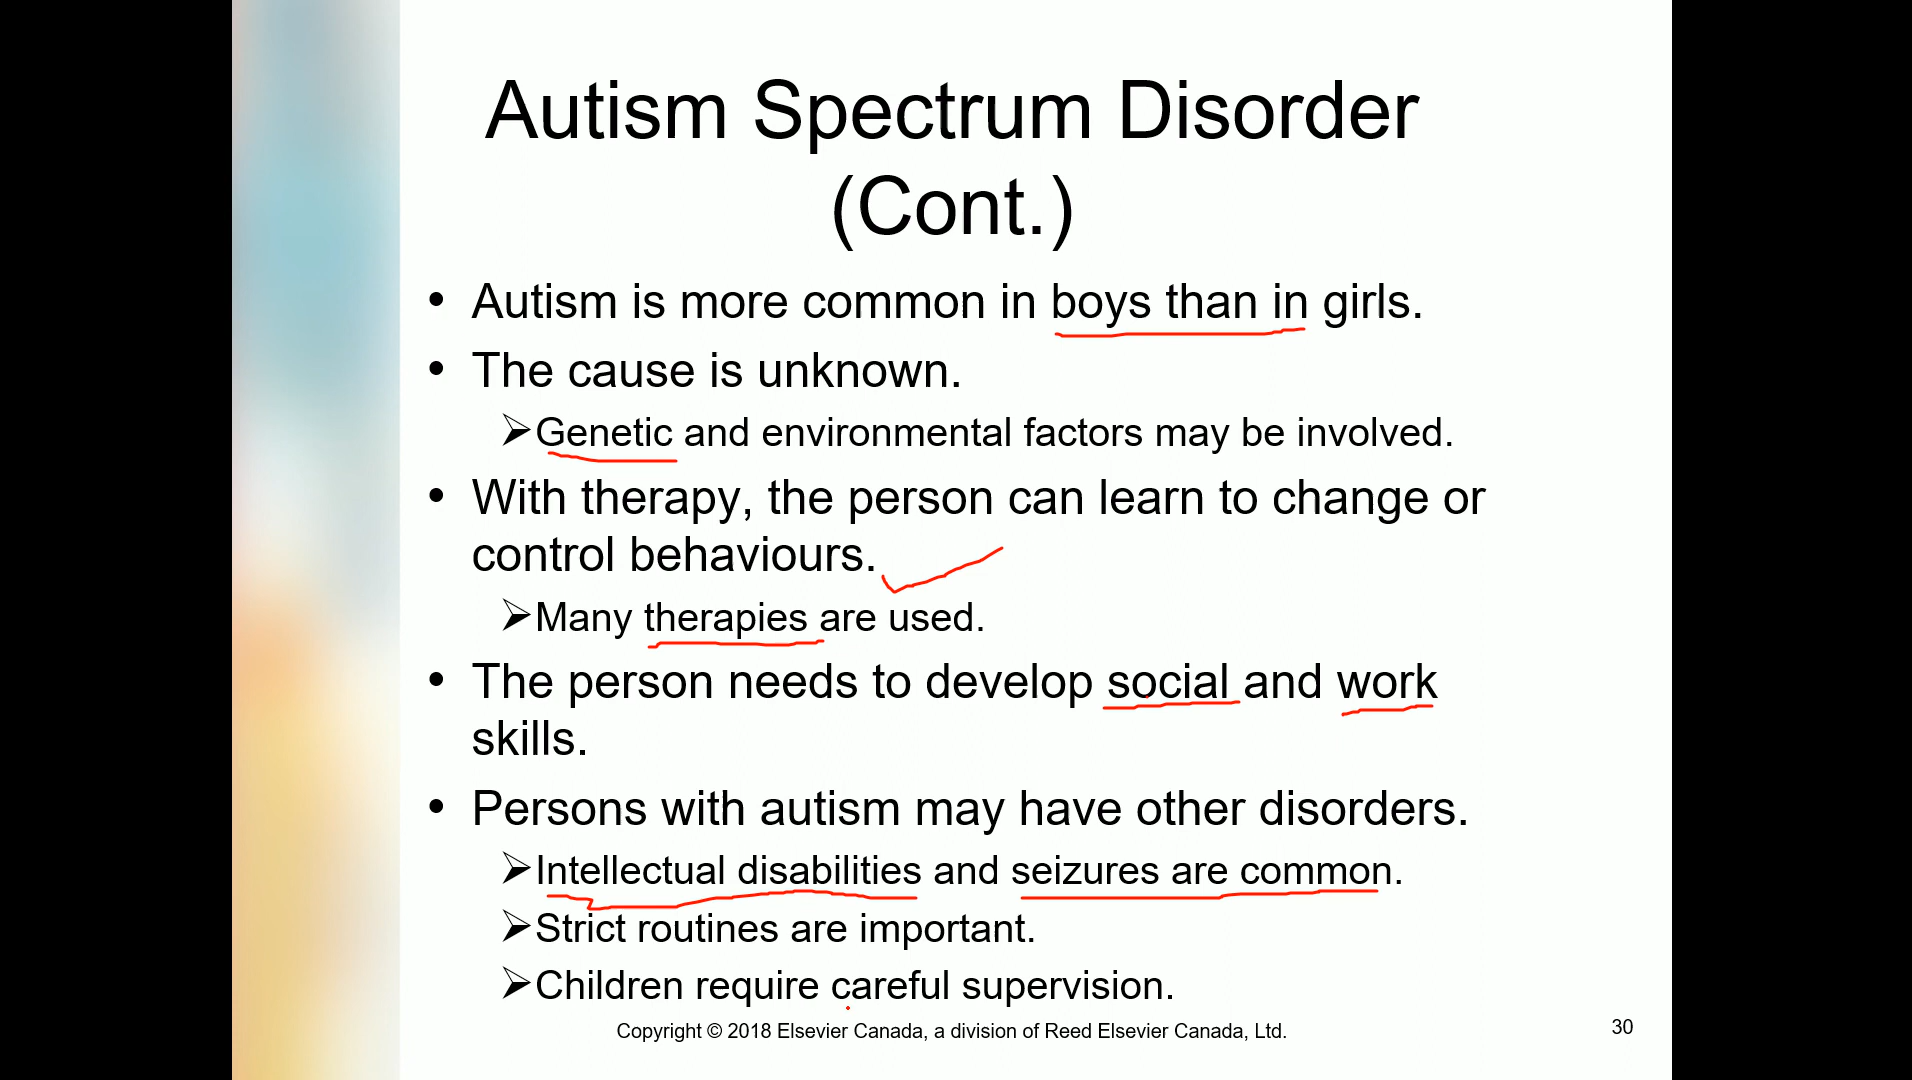 Autism Spectrum Disorder
(Cont.)
• Autism is more common in boys than in girls.
• The cause is unknown.
➢Genetic and environmental factors may be involved.
• With therapy, the person can learn to change or
control behaviours.
➢Many therapies are used.
• The person needs to develop social and work
skills.
• Persons with autism may have other disorders.
➢Intellectual disabilities and seizures are common.
➢Strict routines are important.
➢Children require careful supervision.
Copyright © 2018 Elsevier Canada, a division of Reed Elsevier Canada, Ltd.
30